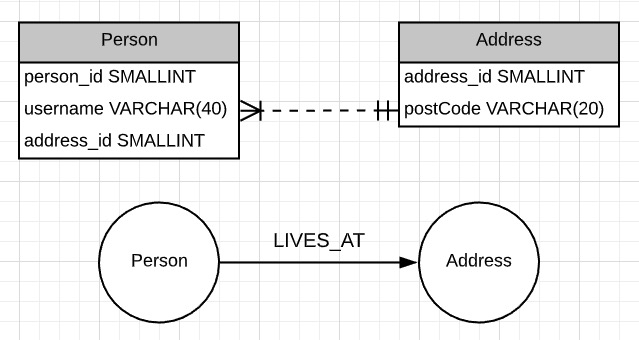 Person
person_id SMALLINT
username VARCHAR(40)
address_id SMALLINT
Address
address_id SMALLINT
postCode VARCHAR(20)
Person
LIVES_AT
Address